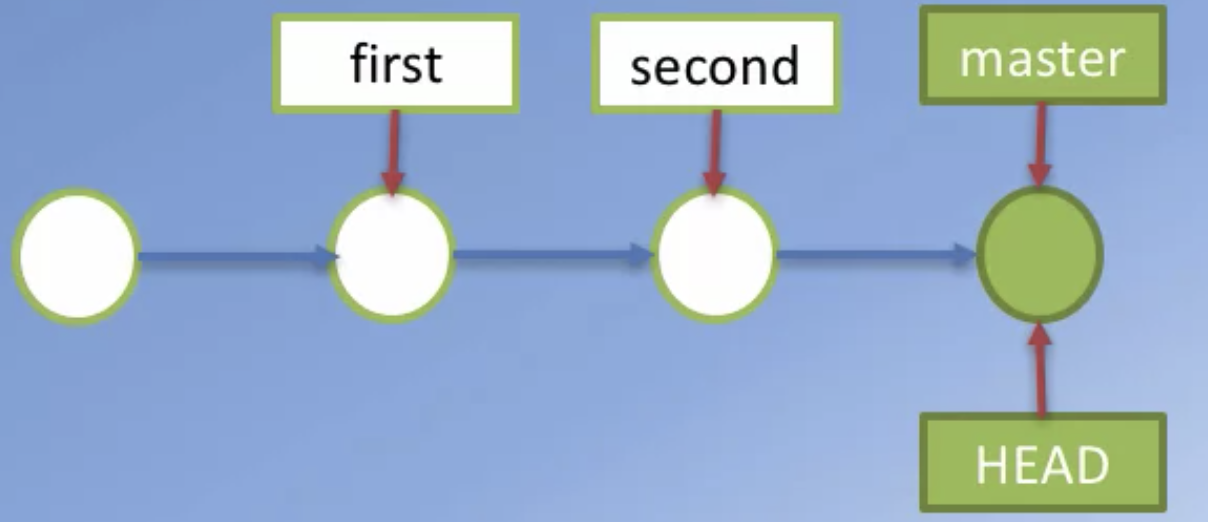 first
second
master
HEAD